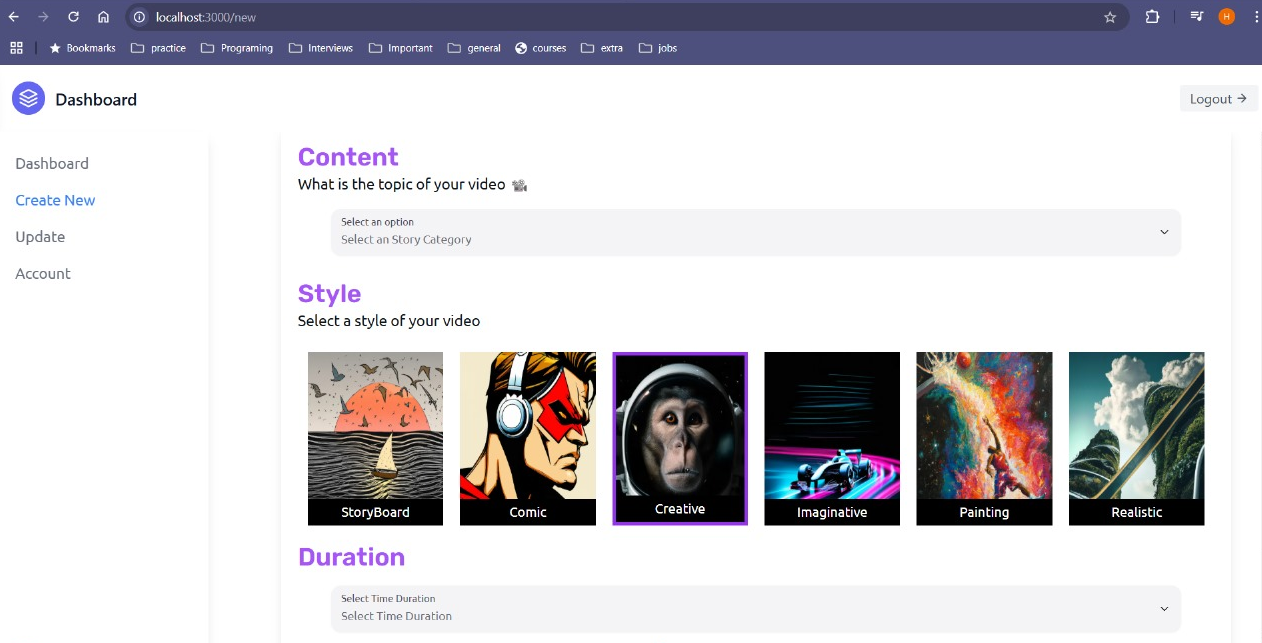 localhost:3000/new
H
Bookmarks practice Programing Interviews Important general courses extra jobs
Dashboard
Logout →
Dashboard
Create New
Update
Account
Content
What is the topic of your video 📽️
Select an option
Select an Story Category
Style
Select a style of your video
StoryBoard Comic Creative Imaginative Painting Realistic
Duration
Select Time Duration
Select Time Duration